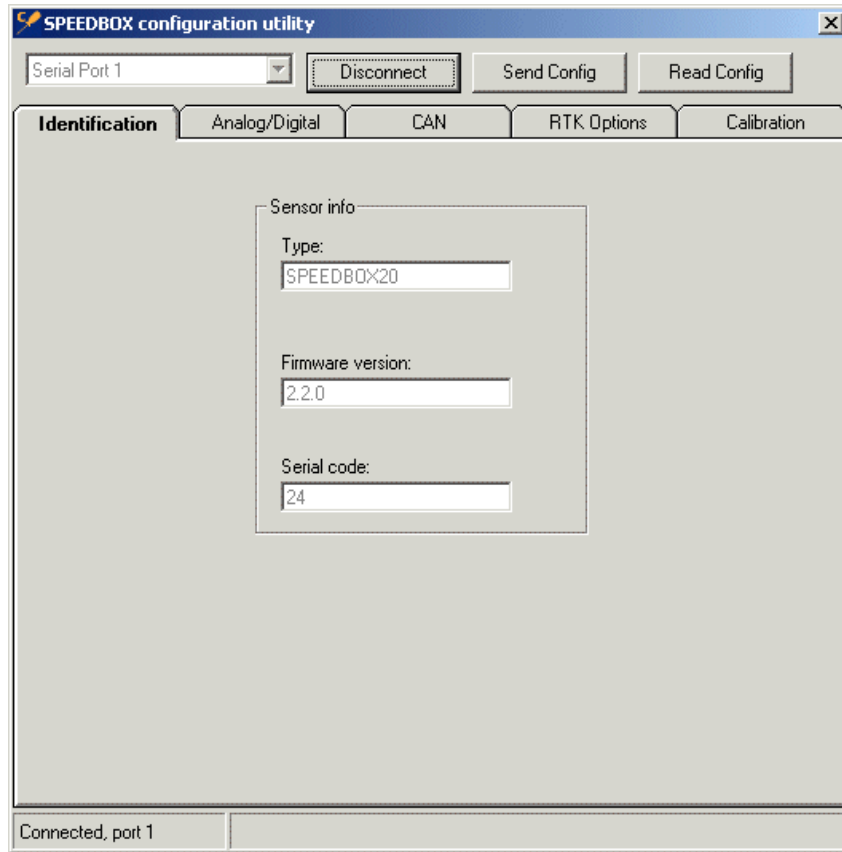 SPEEDBOX configuration utility
Serial Port 1 Disconnect Send Config Read Config
Identification Analog/Digital CAN RTK Options Calibration
Sensor info
Type:
SPEEDBOX20
Firmware version:
2.2.0
Serial code:
24
Connected, port 1